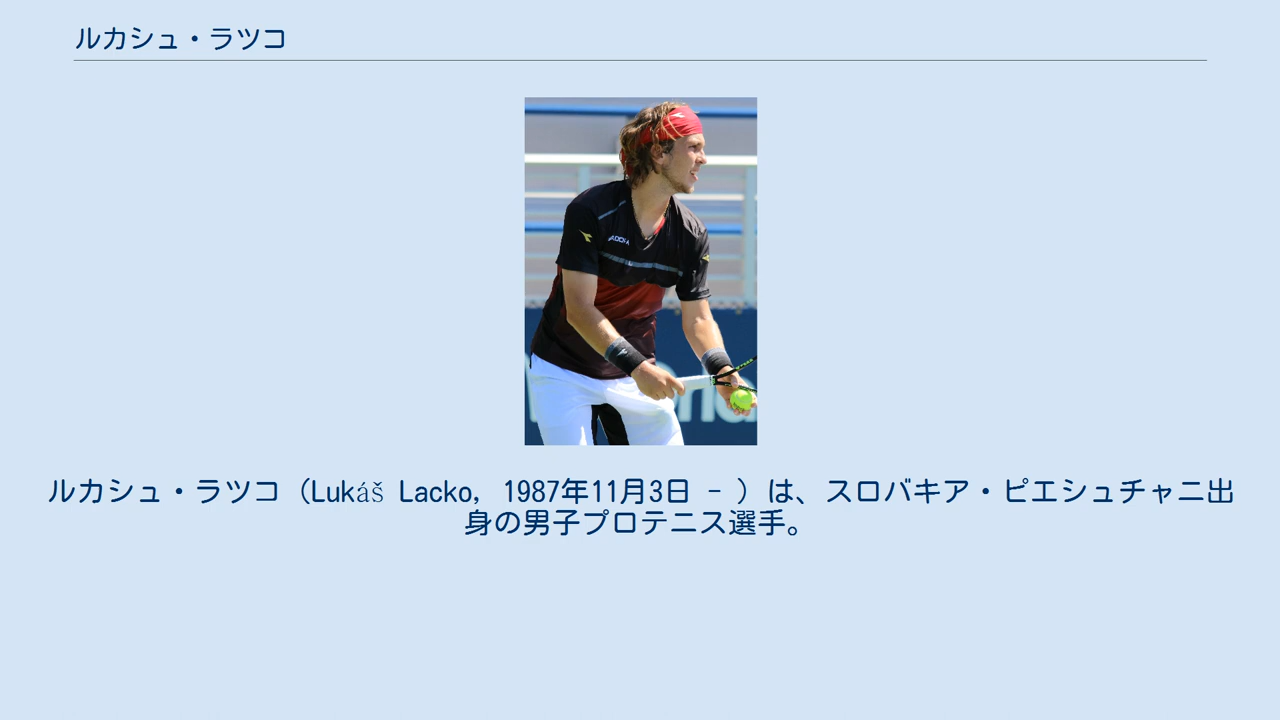 ルカシュ・ラツコ
DIADORA
ルカシュ・ラツコ（Lukáš Lacko, 1987年11月3日 - ）は、スロバキア・ピエシュチャニ出
身の男子プロテニス選手。